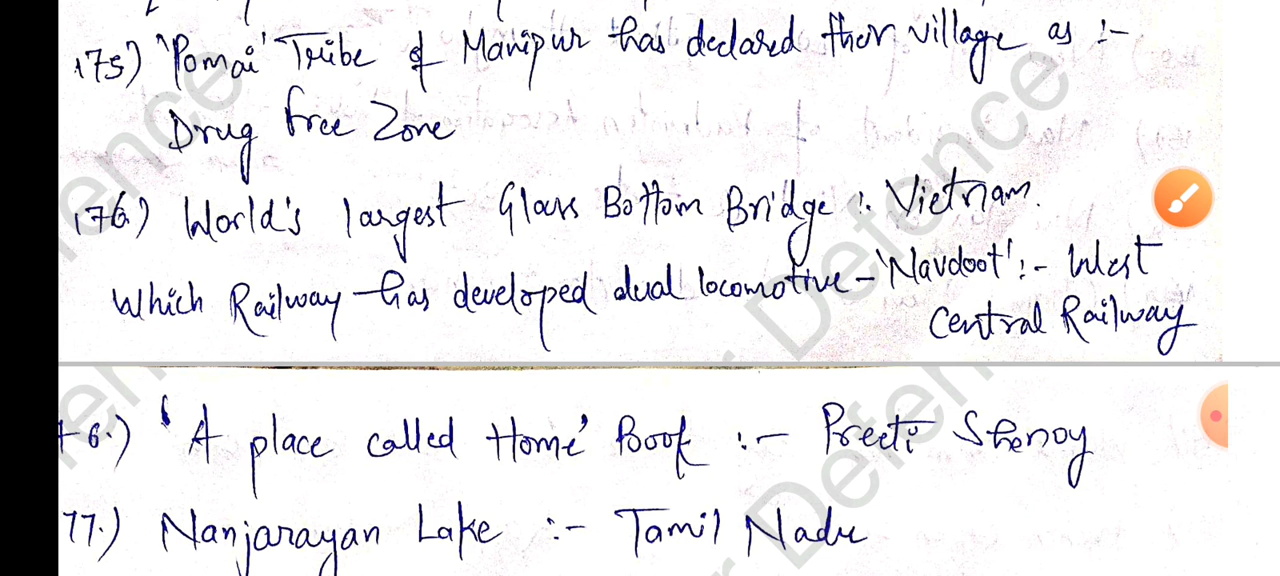 175) 'Pomai' Tribe of Manipur has declared their village as :-
Drug free Zone
176) World's largest Glass Bottom Bridge :- Vietnam.
Which Railway has developed dual locomotive - 'Navdoot' :- West
Central Railway
76.) 'A place called Home' Book :- Preeti Shenoy
77.) Nanjarayan Lake :- Tamil Nadu